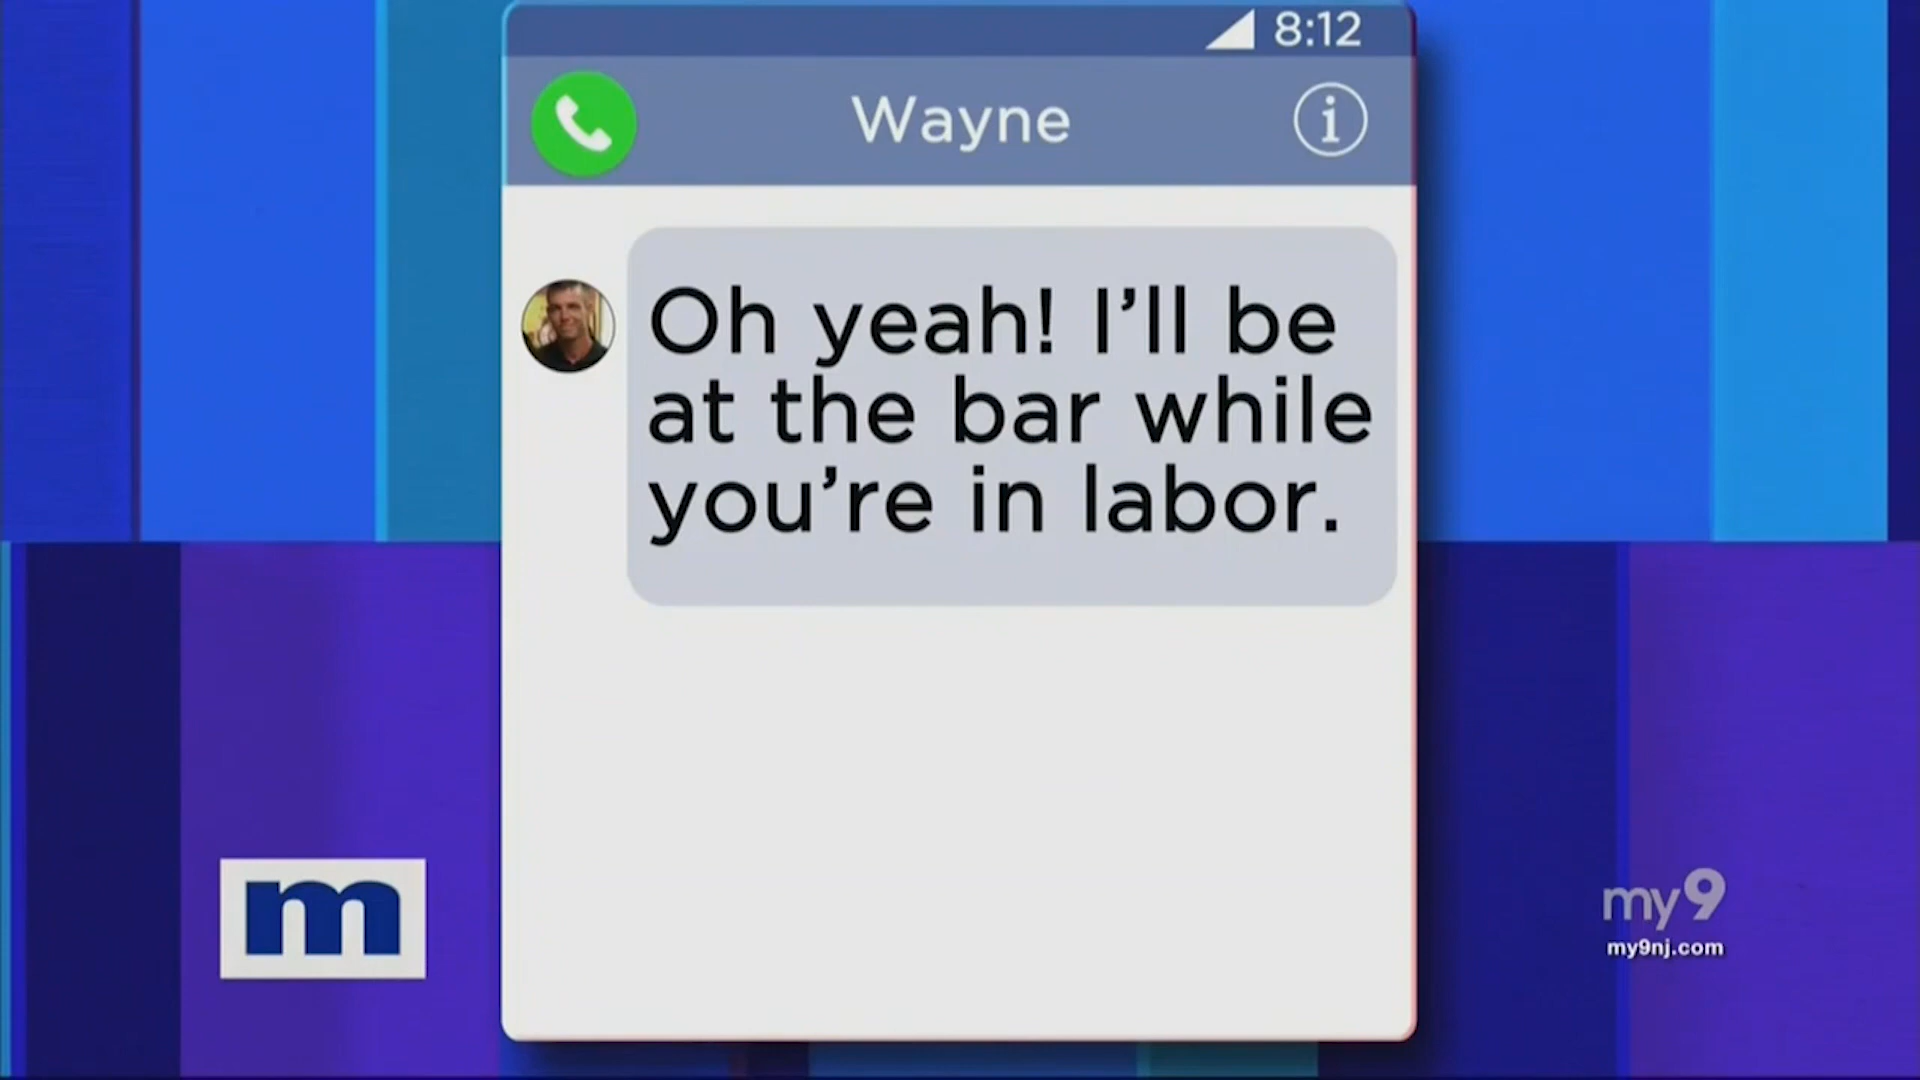 8:12
Wayne
Oh yeah! I'll be
at the bar while
you're in labor.
m
my9
my9nj.com